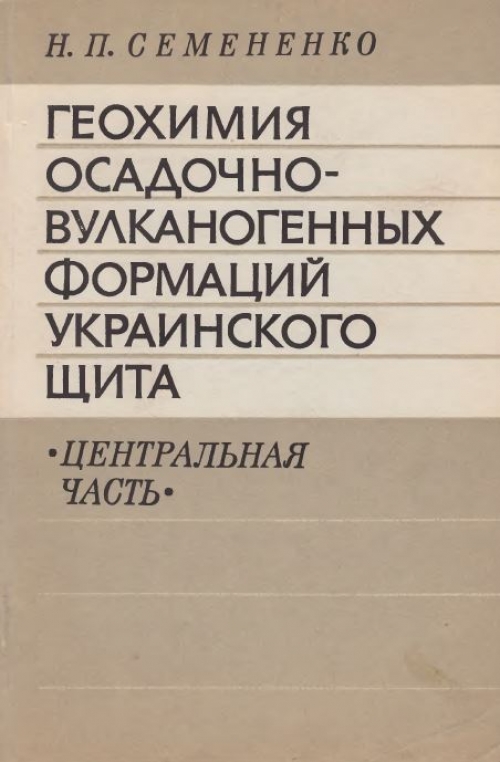 Н. П. СЕМЕНЕНКО
ГЕОХИМИЯ
ОСАДОЧНО-
ВУЛКАНОГЕННЫХ
ФОРМАЦИЙ
УКРАИНСКОГО
ЩИТА
•ЦЕНТРАЛЬНАЯ
ЧАСТЬ•